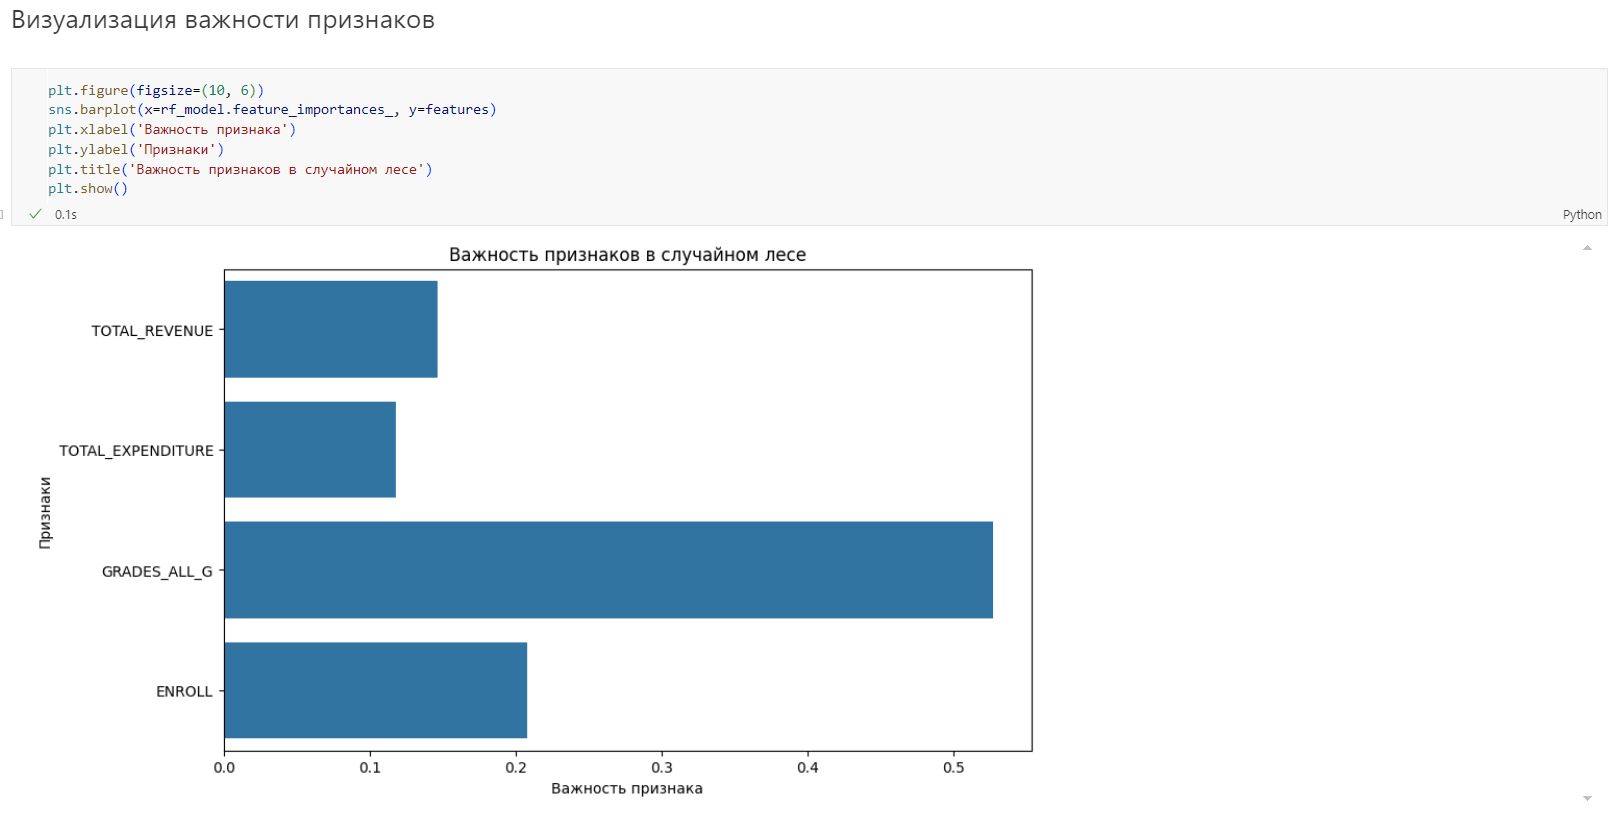 Визуализация важности признаков
plt.figure(figsize=(10, 6))
sns.barplot(x=rf_model.feature_importances_, y=features)
plt.xlabel('Важность признака')
plt.ylabel('Признаки')
plt.title('Важность признаков в случайном лесе')
plt.show()
]
0.1s
Python
Важность признаков в случайном лесе
TOTAL_REVENUE
TOTAL_EXPENDITURE
GRADES_ALL_G
ENROLL
Признаки
0.0 0.1 0.2 0.3 0.4 0.5
Важность признака